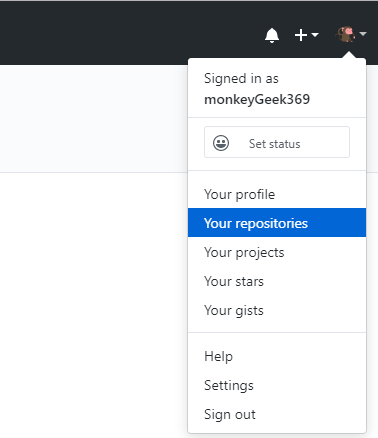 Signed in as
monkeyGeek369
Set status
Your profile
Your repositories
Your projects
Your stars
Your gists
Help
Settings
Sign out